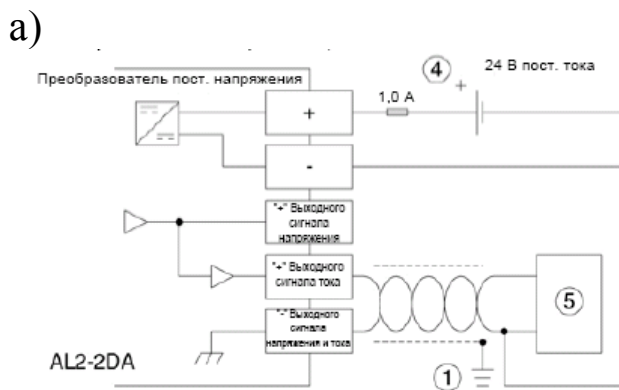 а)
Преобразователь пост. напряжения
4
24 В пост. тока
+
1,0 А
+
-
"+" Выходного
сигнала
напряжения
"+" Выходного
сигнала тока
"-" Выходного
сигнала
напряжения и тока
5
AL2-2DA
1